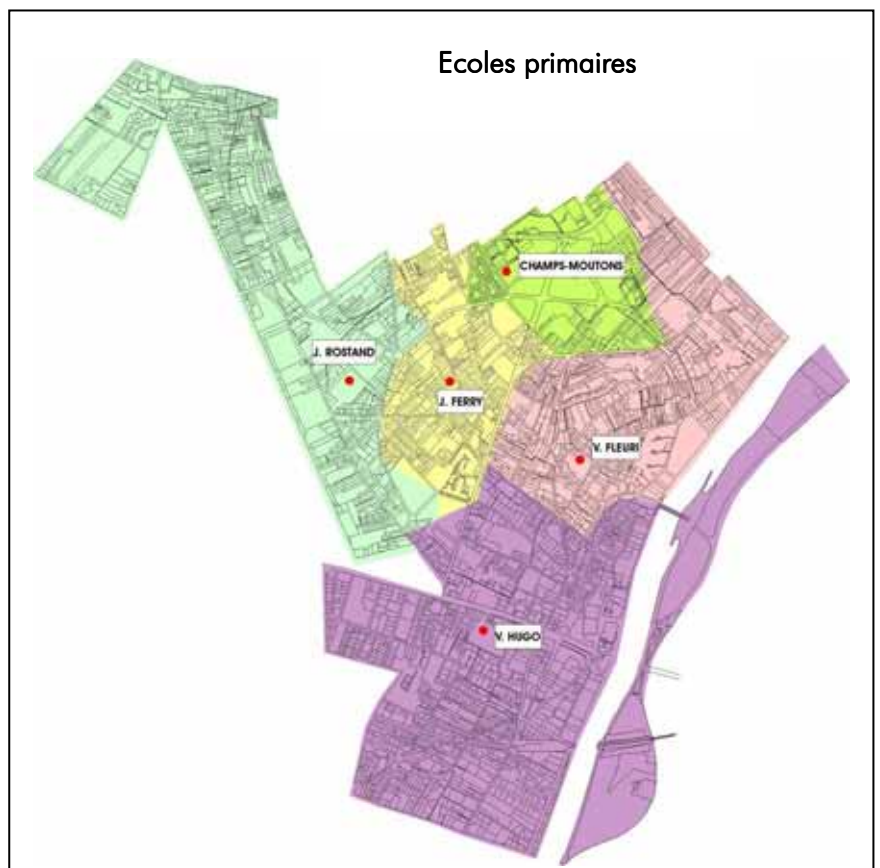 Ecoles primaires
CHAMPS-MOUTONS
J. ROSTAND
J. FERRY
V. FLEURI
V. HUGO